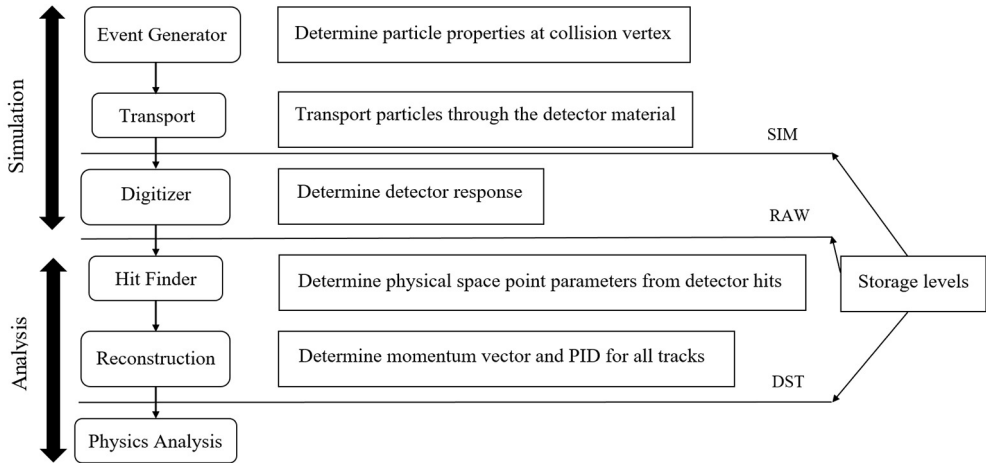 Event Generator
Determine particle properties at collision vertex
Simulation
Transport
Transport particles through the detector material
SIM
Digitizer
Determine detector response
RAW
Hit Finder
Determine physical space point parameters from detector hits
Storage levels
Analysis
Reconstruction
Determine momentum vector and PID for all tracks
DST
Physics Analysis